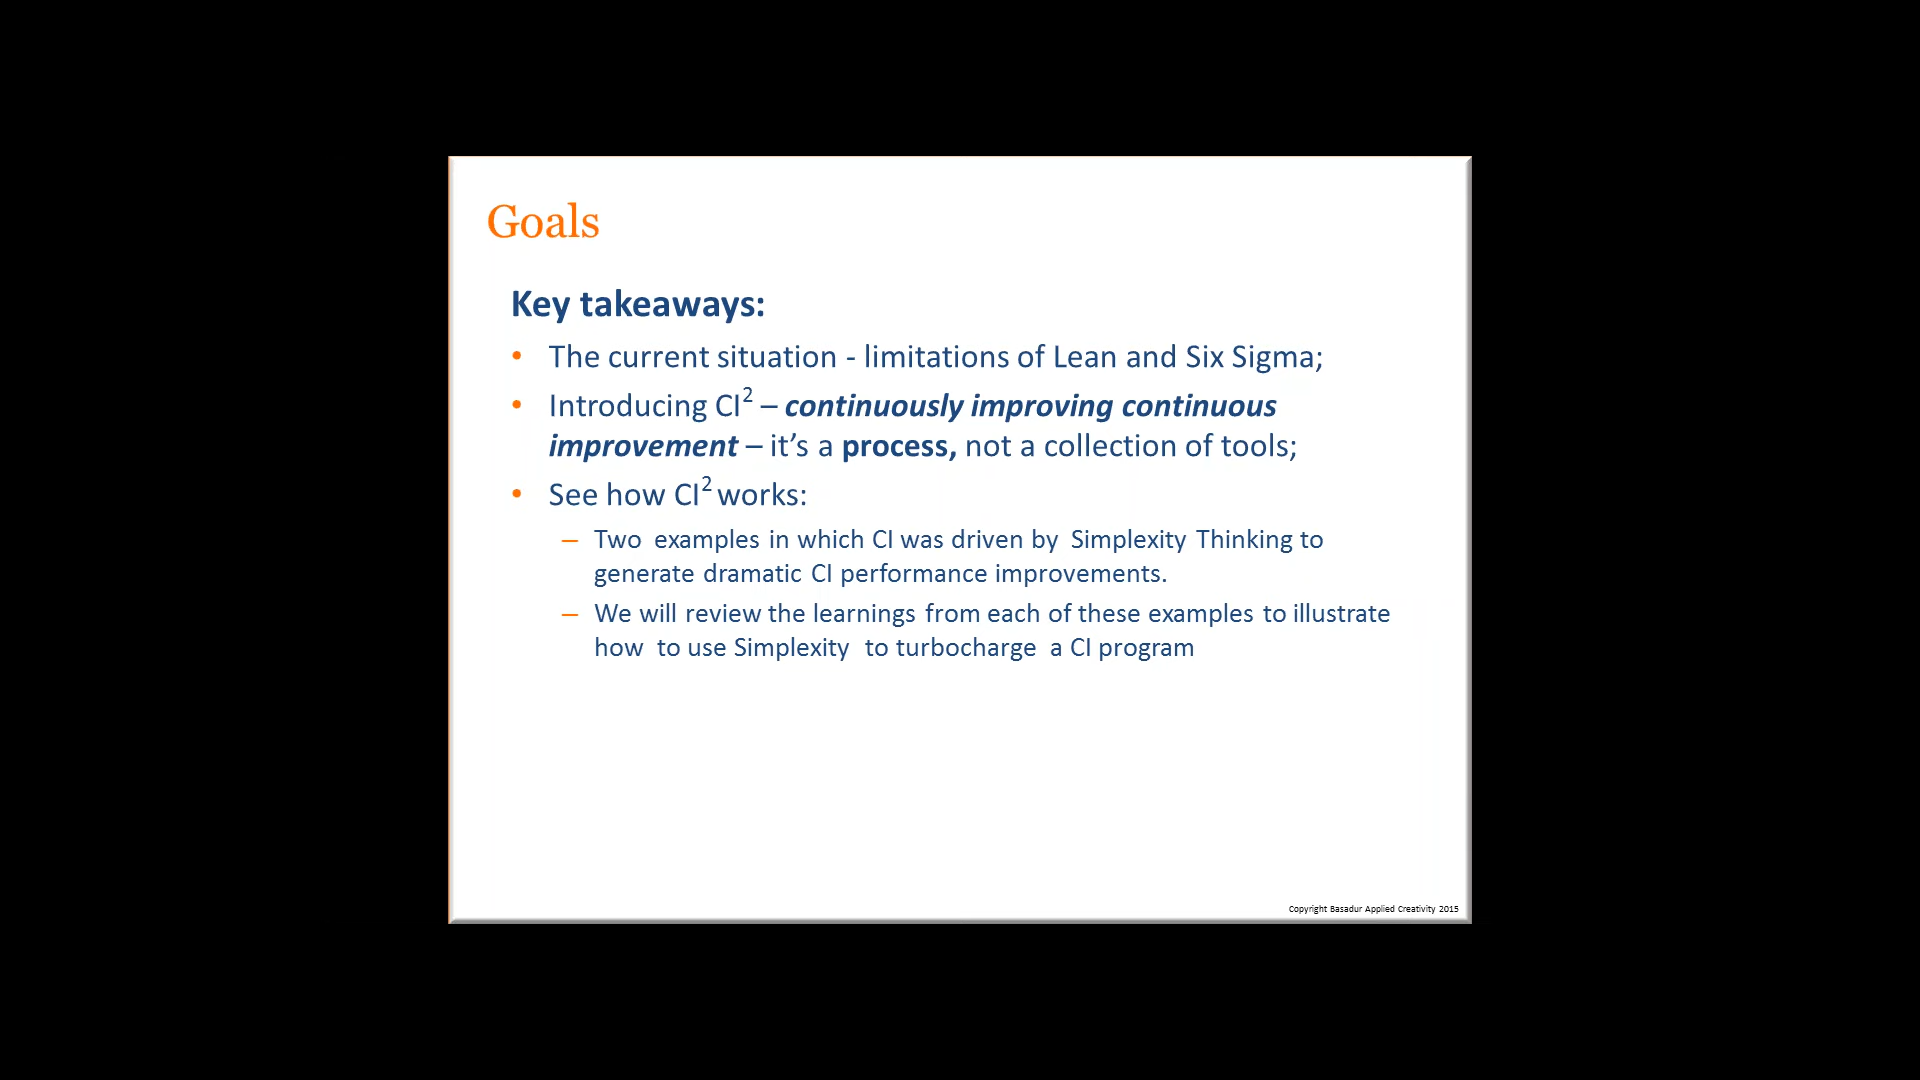 Goals
Key takeaways:
• The current situation - limitations of Lean and Six Sigma;
• Introducing CI² – continuously improving continuous
improvement – it’s a process, not a collection of tools;
• See how CI² works:
– Two examples in which CI was driven by Simplexity Thinking to
generate dramatic CI performance improvements.
– We will review the learnings from each of these examples to illustrate
how to use Simplexity to turbocharge a CI program
Copyright Basadur Applied Creativity 2015